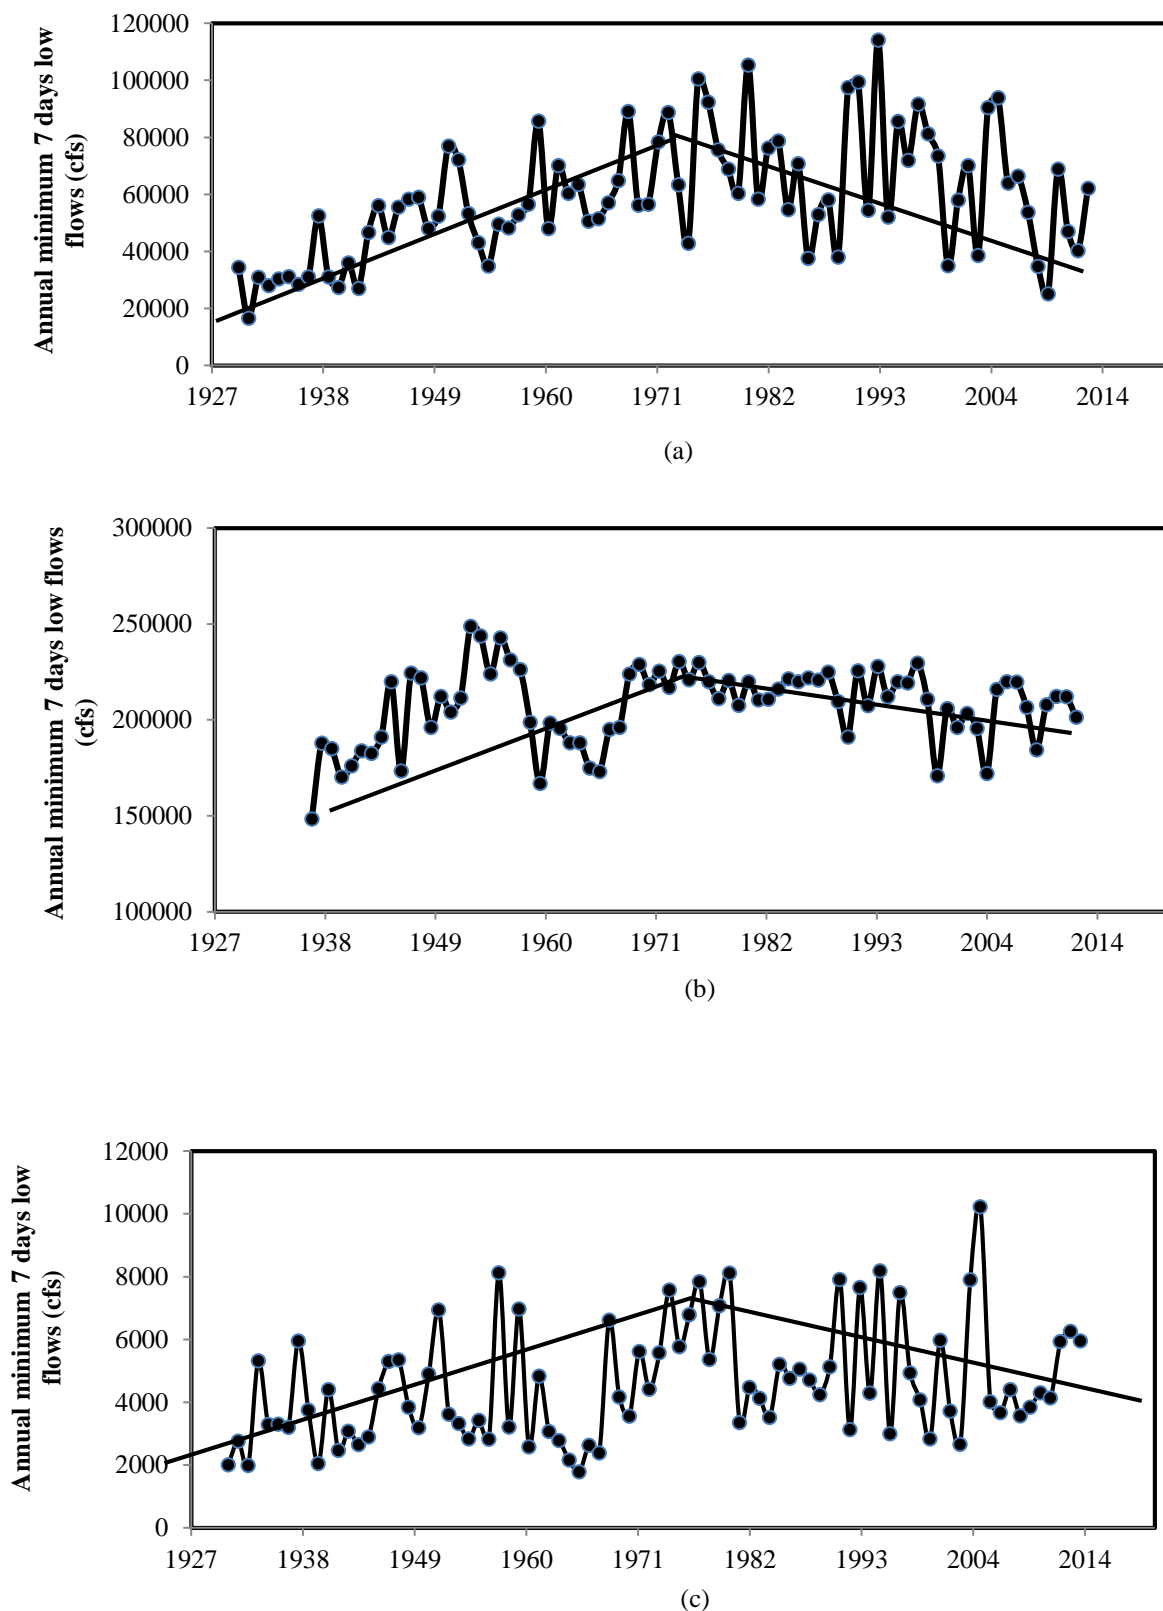 Annual minimum 7 days low
flows (cfs)
120000
100000
80000
60000
40000
20000
0
1927 1938 1949 1960 1971 1982 1993 2004 2014
(a)
Annual minimum 7 days low flows
(cfs)
300000
250000
200000
150000
100000
1927 1938 1949 1960 1971 1982 1993 2004 2014
(b)
Annual minimum 7 days low
flows (cfs)
12000
10000
8000
6000
4000
2000
0
1927 1938 1949 1960 1971 1982 1993 2004 2014
(c)